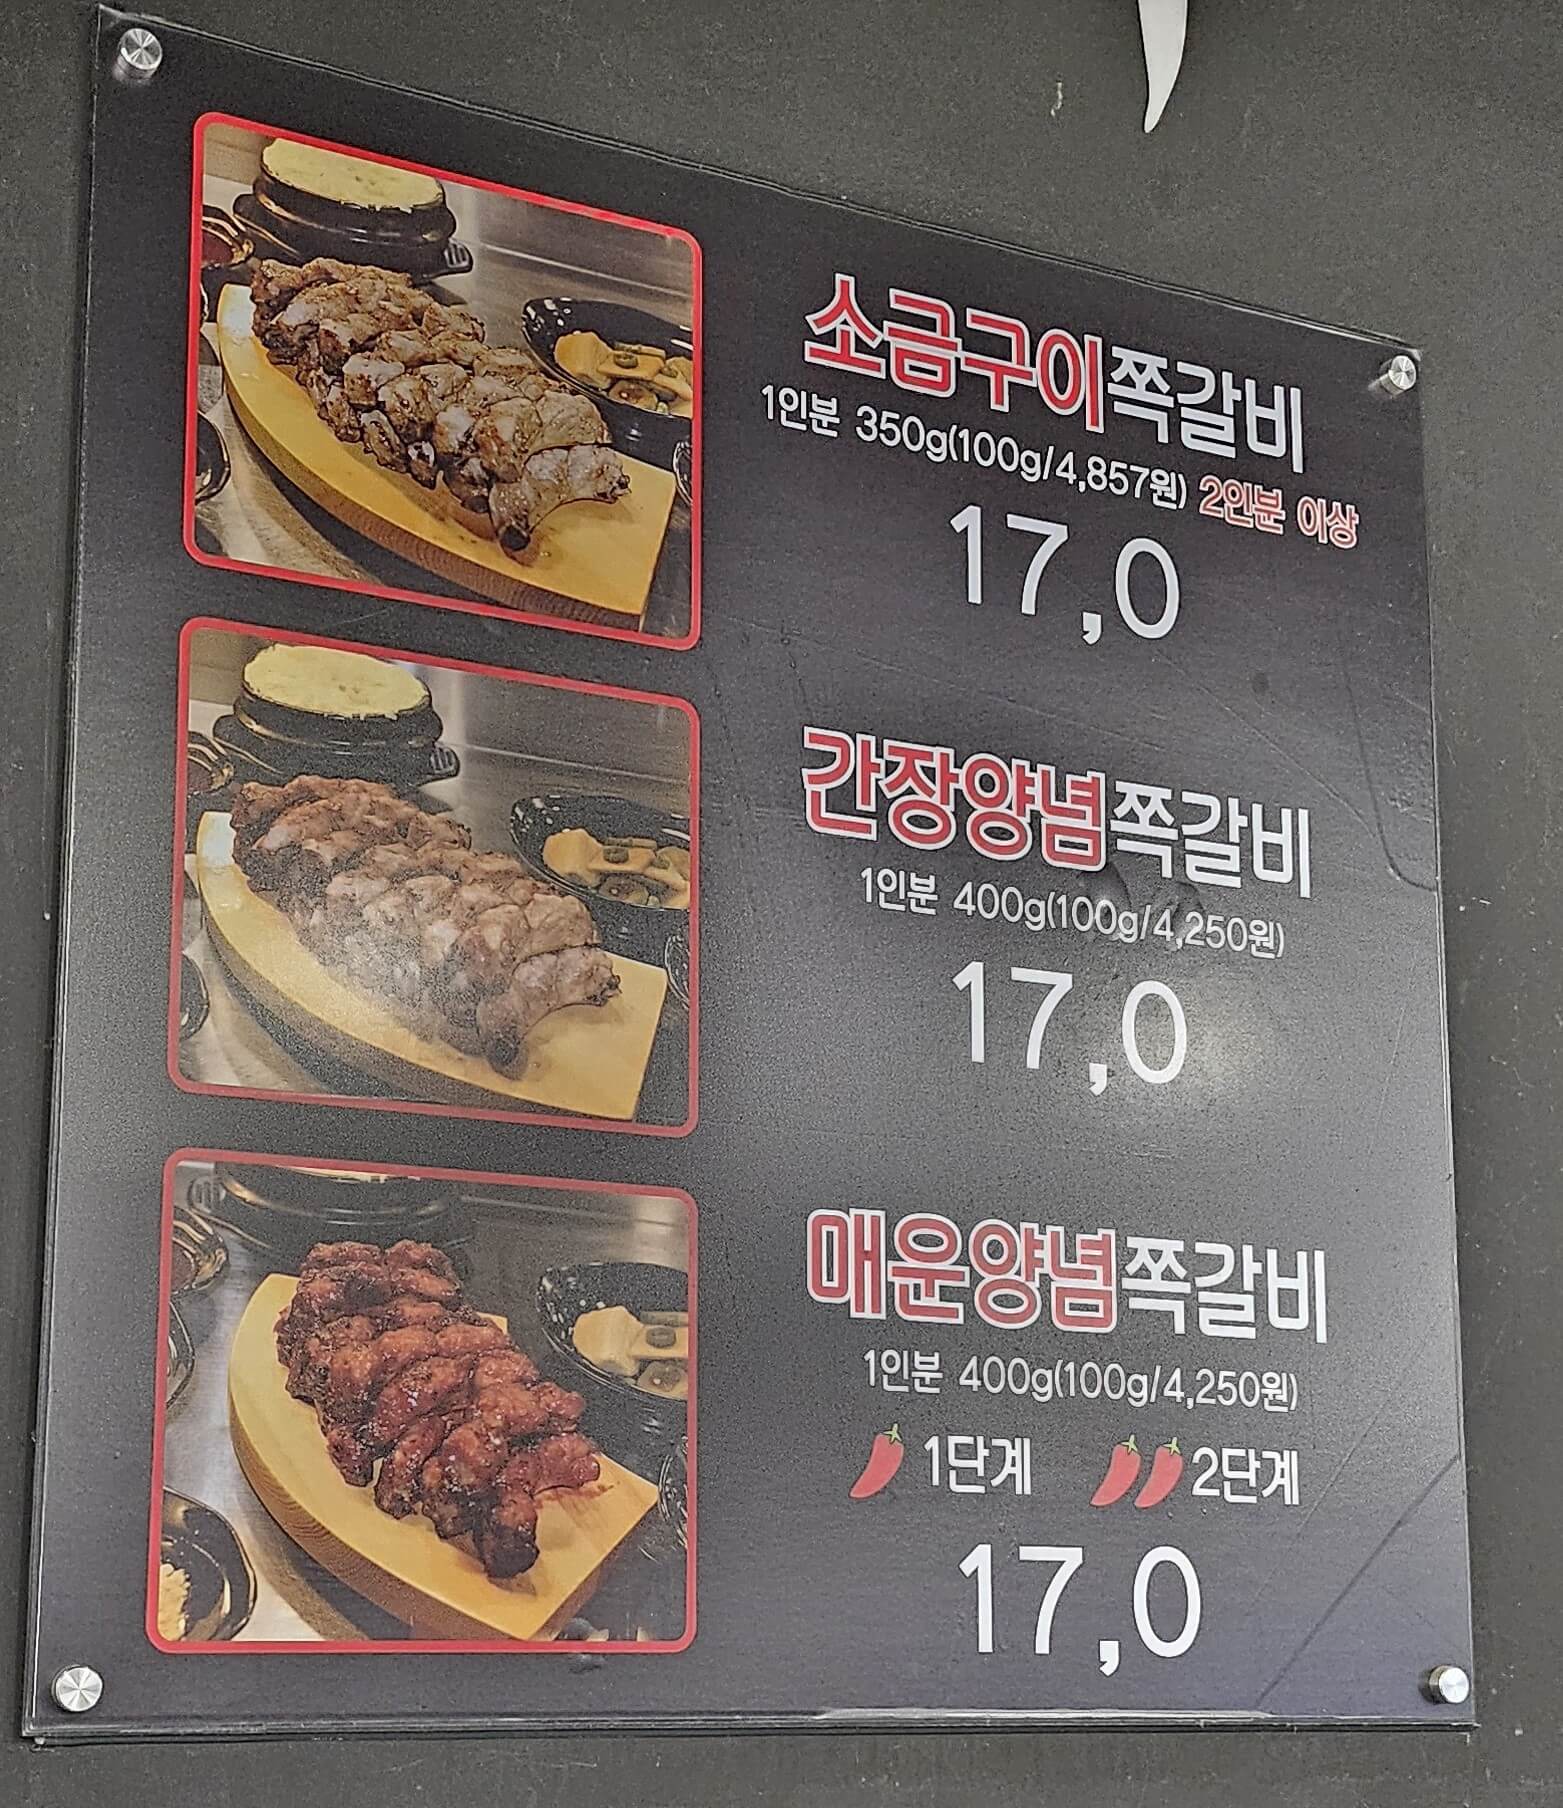 소금구이쪽갈비
1인분 350g(100g/4,857원) 2인분 이상
17,0
간장양념쪽갈비
1인분 400g(100g/4,250원)
17,0
매운양념쪽갈비
1인분 400g(100g/4,250원)
1단계 2단계
17,0